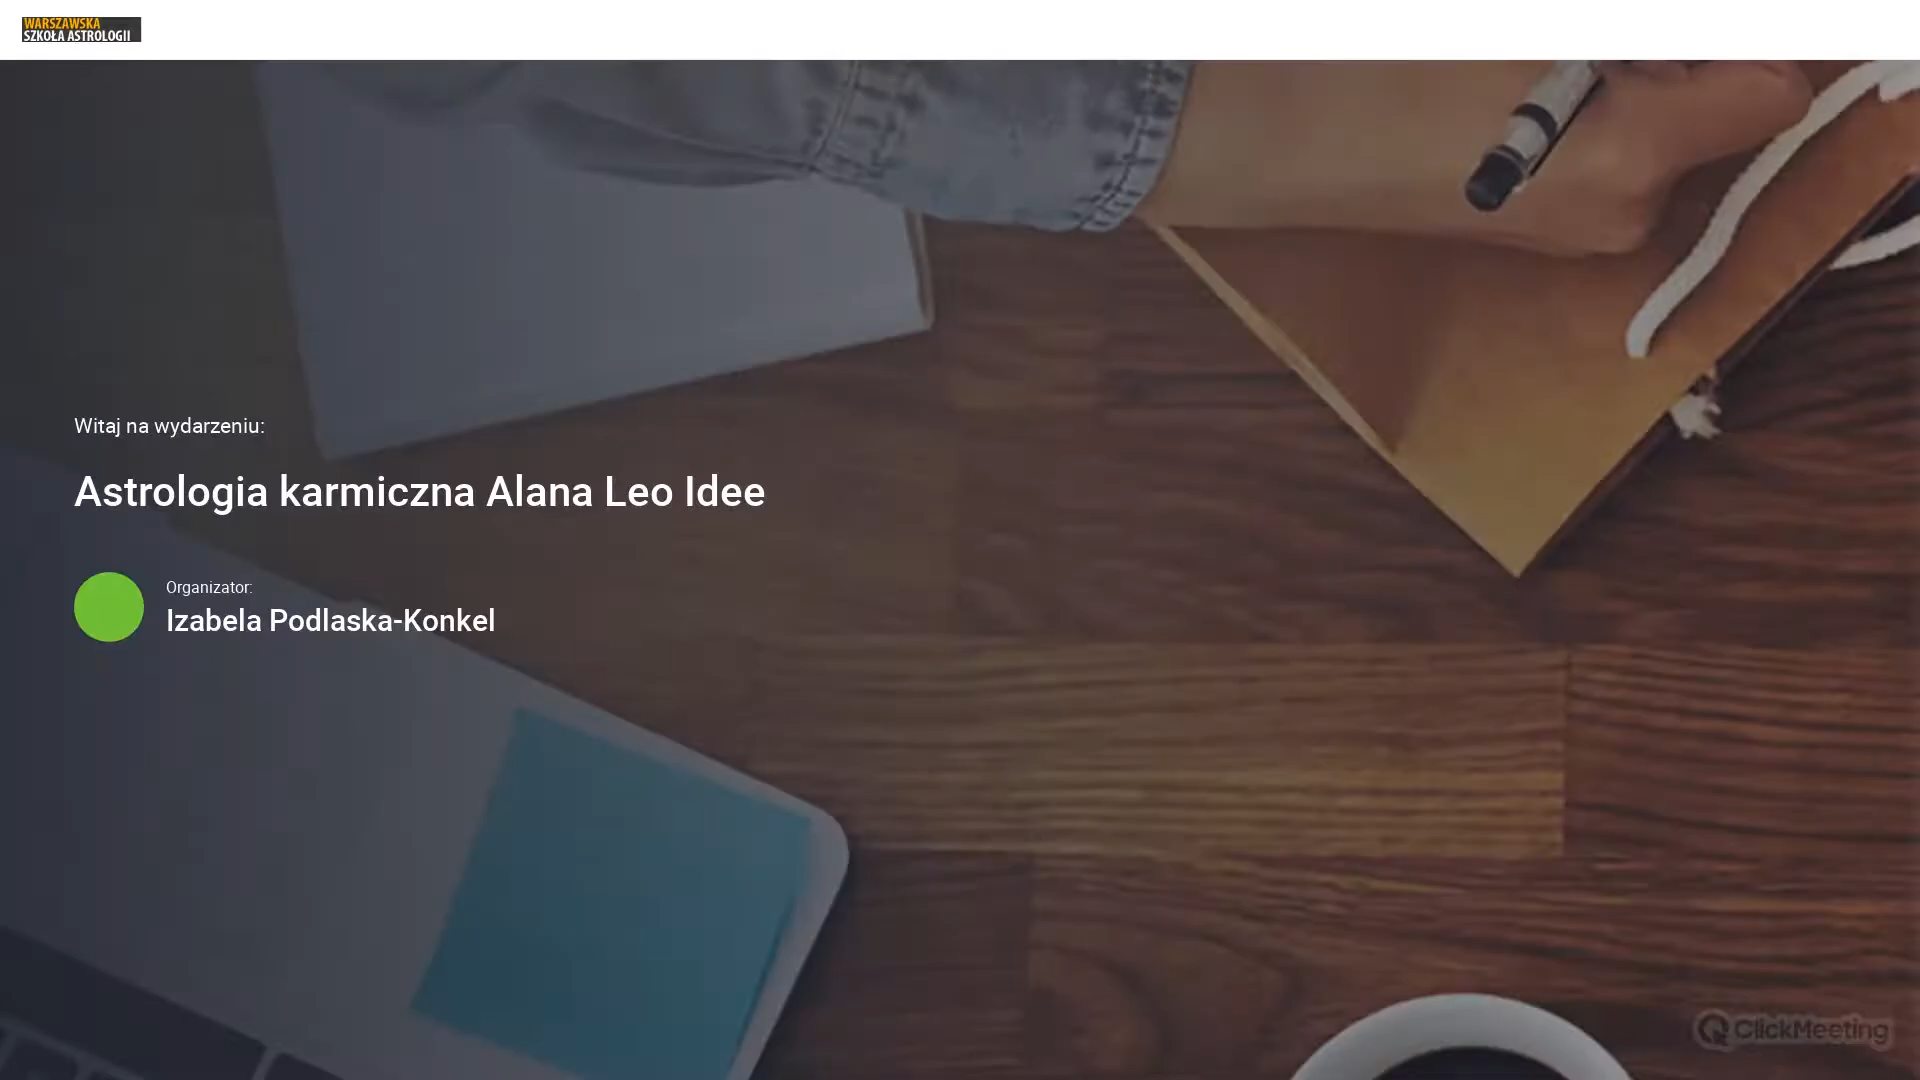 WARSZAWSKA
SZKOŁA ASTROLOGII
Witaj na wydarzeniu:
Astrologia karmiczna Alana Leo Idee
Organizator:
Izabela Podlaska-Konkel
ClickMeeting